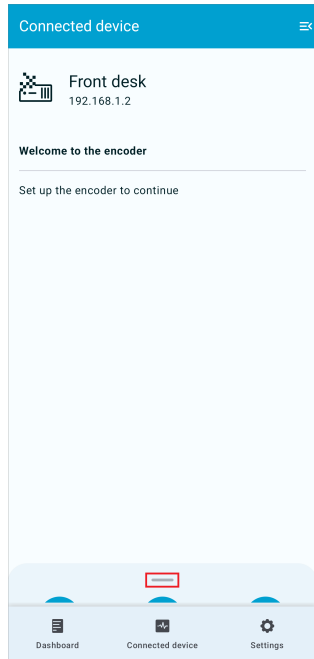 Connected device
Front desk
192.168.1.2
Welcome to the encoder
Set up the encoder to continue
Dashboard
Connected device
Settings